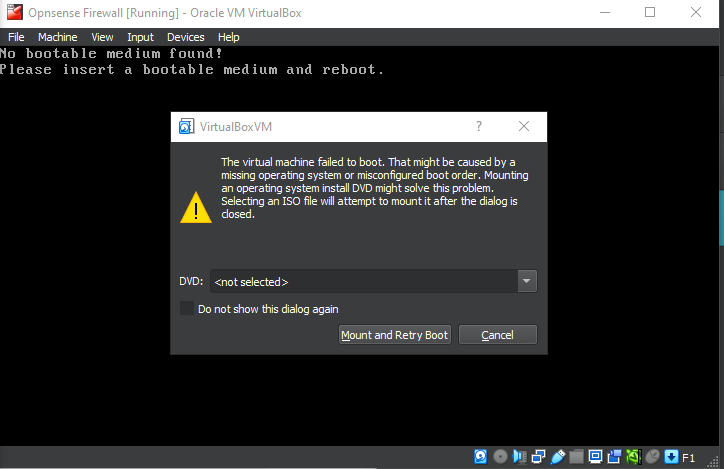 Opnsense Firewall [Running] - Oracle VM VirtualBox
File Machine View Input Devices Help
No bootable medium found!
Please insert a bootable medium and reboot.
VirtualBoxVM
?
The virtual machine failed to boot. That might be caused by a
missing operating system or misconfigured boot order. Mounting
an operating system install DVD might solve this problem.
Selecting an ISO file will attempt to mount it after the dialog is
closed.
DVD: <not selected>
Do not show this dialog again
Mount and Retry Boot Cancel
F1